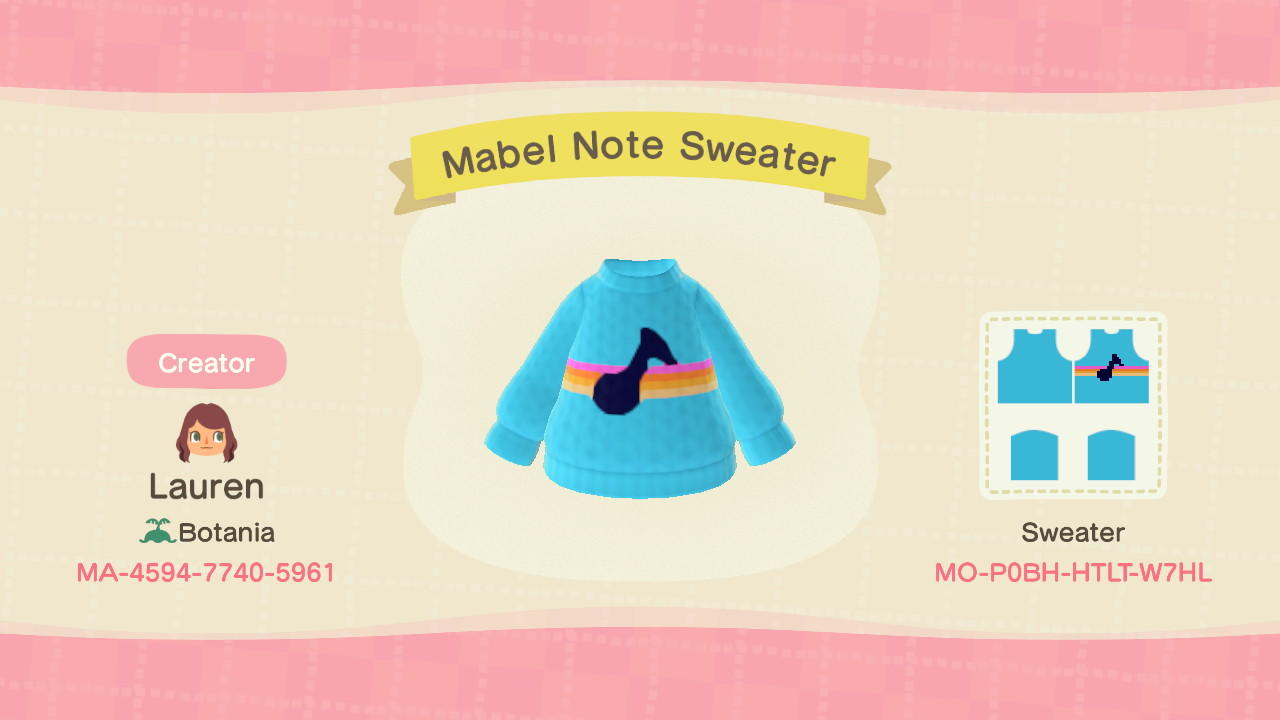 Mabel Note Sweater
Creator
Lauren
Botania
MA-4594-7740-5961
Sweater
MO-P0BH-HTLT-W7HL